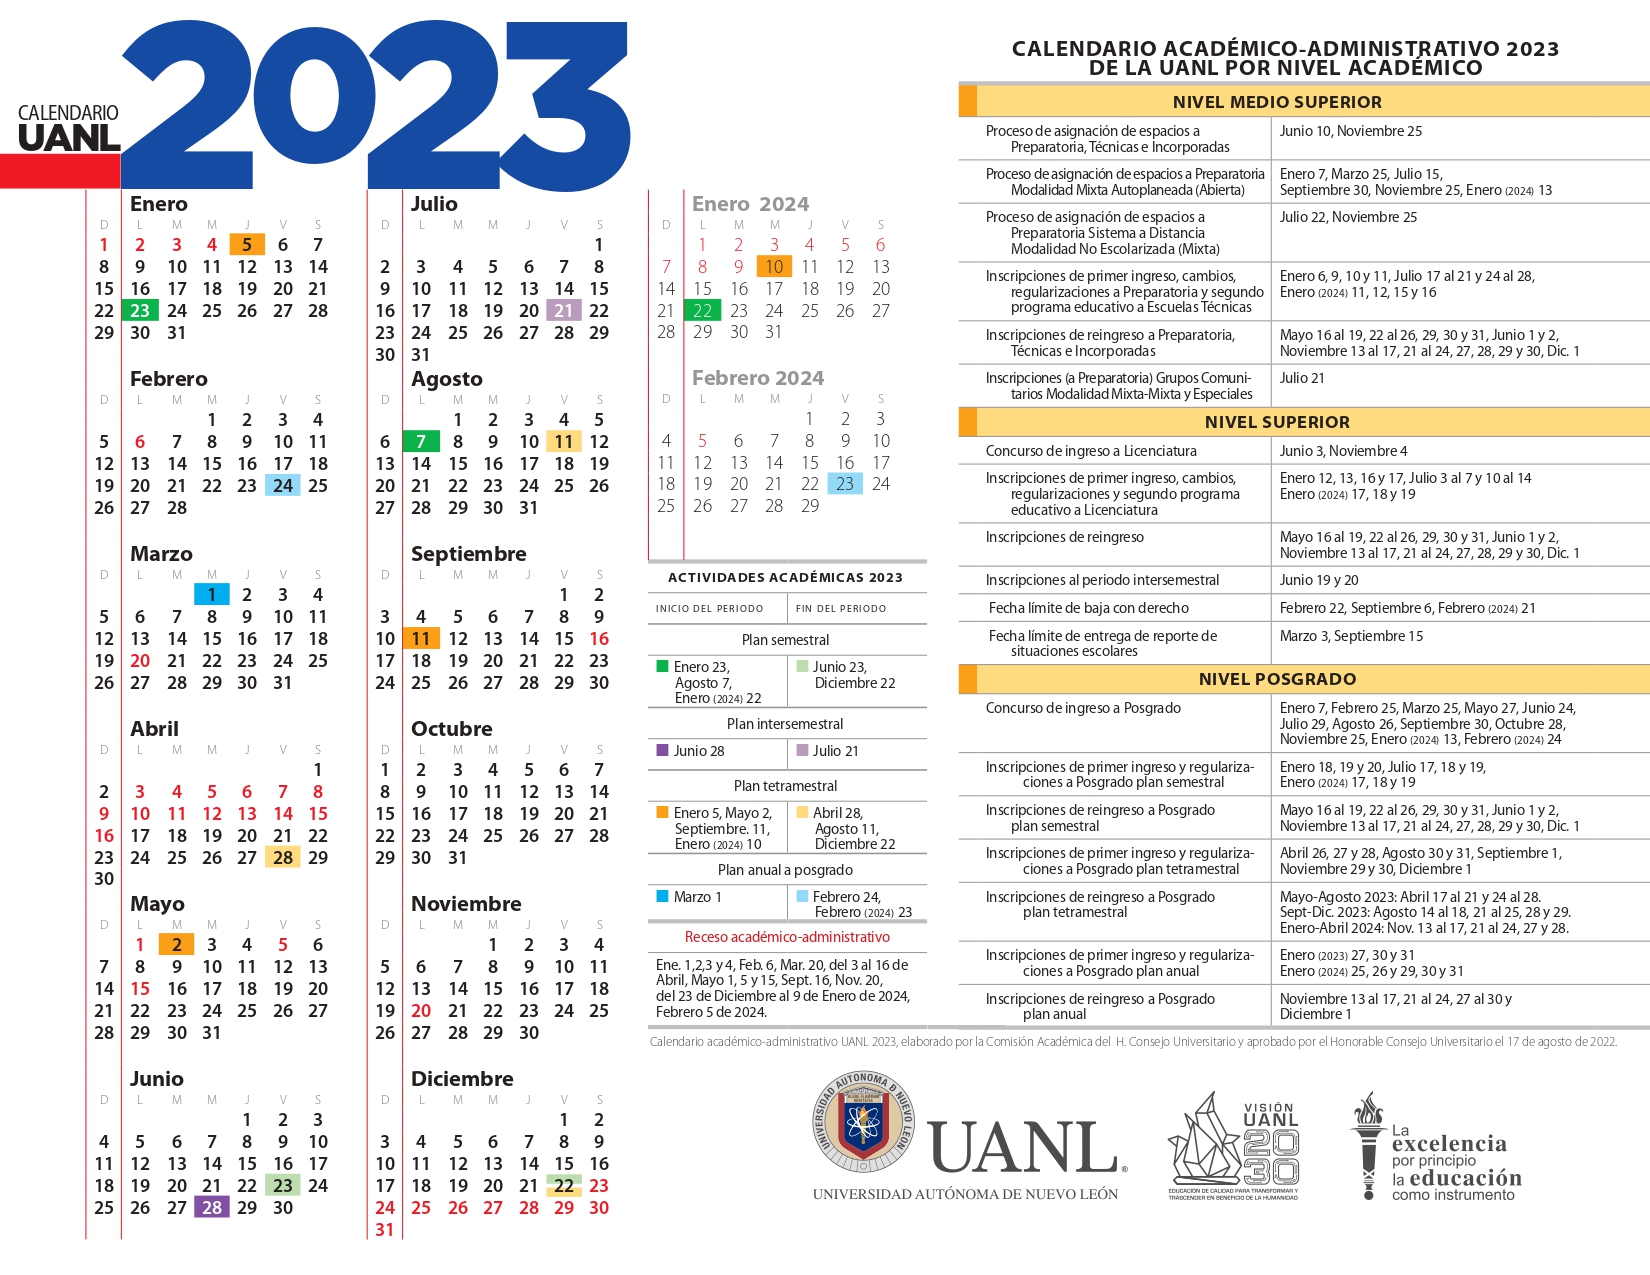 CALENDARIO
UANL
2023
Enero
D L M M J V S
1 2 3 4 5 6 7
8 9 10 11 12 13 14
15 16 17 18 19 20 21
22 23 24 25 26 27 28
29 30 31
Febrero
D L M M J V S
1 2 3 4
5 6 7 8 9 10 11
12 13 14 15 16 17 18
19 20 21 22 23 24 25
26 27 28
Marzo
D L M M J V S
1 2 3 4
5 6 7 8 9 10 11
12 13 14 15 16 17 18
19 20 21 22 23 24 25
26 27 28 29 30 31
Abril
D L M M J V S
1
2 3 4 5 6 7 8
9 10 11 12 13 14 15
16 17 18 19 20 21 22
23 24 25 26 27 28 29
30
Mayo
D L M M J V S
1 2 3 4 5 6
7 8 9 10 11 12 13
14 15 16 17 18 19 20
21 22 23 24 25 26 27
28 29 30 31
Junio
D L M M J V S
1 2 3
4 5 6 7 8 9 10
11 12 13 14 15 16 17
18 19 20 21 22 23 24
25 26 27 28 29 30
Julio
D L M M J V S
1
2 3 4 5 6 7 8
9 10 11 12 13 14 15
16 17 18 19 20 21 22
23 24 25 26 27 28 29
30 31
Agosto
D L M M J V S
1 2 3 4 5
6 7 8 9 10 11 12
13 14 15 16 17 18 19
20 21 22 23 24 25 26
27 28 29 30 31
Septiembre
D L M M J V S
1 2
3 4 5 6 7 8 9
10 11 12 13 14 15 16
17 18 19 20 21 22 23
24 25 26 27 28 29 30
Octubre
D L M M J V S
1 2 3 4 5 6 7
8 9 10 11 12 13 14
15 16 17 18 19 20 21
22 23 24 25 26 27 28
29 30 31
Noviembre
D L M M J V S
1 2 3 4
5 6 7 8 9 10 11
12 13 14 15 16 17 18
19 20 21 22 23 24 25
26 27 28 29 30
Diciembre
D L M M J V S
1 2
3 4 5 6 7 8 9
10 11 12 13 14 15 16
17 18 19 20 21 22 23
24 25 26 27 28 29 30
31
Enero 2024
D L M M J V S
1 2 3 4 5 6
7 8 9 10 11 12 13
14 15 16 17 18 19 20
21 22 23 24 25 26 27
28 29 30 31
Febrero 2024
D L M M J V S
1 2 3
4 5 6 7 8 9 10
11 12 13 14 15 16 17
18 19 20 21 22 23 24
25 26 27 28 29
ACTIVIDADES ACADÉMICAS 2023
INICIO DEL PERIODO FIN DEL PERIODO
Plan semestral
Enero 23, Junio 23,
Agosto 7, Diciembre 22
Enero (2024) 22
Plan intersemestral
Junio 28 Julio 21
Plan tetramestral
Enero 5, Mayo 2, Abril 28,
Septiembre. 11, Agosto 11,
Enero (2024) 10 Diciembre 22
Plan anual a posgrado
Marzo 1 Febrero 24,
Febrero (2024) 23
Receso académico-administrativo
Ene. 1,2,3 y 4, Feb. 6, Mar. 20, del 3 al 16 de
Abril, Mayo 1, 5 y 15, Sept. 16, Nov. 20,
del 23 de Diciembre al 9 de Enero de 2024,
Febrero 5 de 2024.
CALENDARIO ACADÉMICO-ADMINISTRATIVO 2023
DE LA UANL POR NIVEL ACADÉMICO
NIVEL MEDIO SUPERIOR
Proceso de asignación de espacios a Junio 10, Noviembre 25
Preparatoria, Técnicas e Incorporadas
Proceso de asignación de espacios a Preparatoria Enero 7, Marzo 25, Julio 15,
Modalidad Mixta Autoplaneada (Abierta) Septiembre 30, Noviembre 25, Enero (2024) 13
Proceso de asignación de espacios a Julio 22, Noviembre 25
Preparatoria Sistema a Distancia
Modalidad No Escolarizada (Mixta)
Inscripciones de primer ingreso, cambios, Enero 6, 9, 10 y 11, Julio 17 al 21 y 24 al 28,
regularizaciones a Preparatoria y segundo Enero (2024) 11, 12, 15 y 16
programa educativo a Escuelas Técnicas
Inscripciones de reingreso a Preparatoria, Mayo 16 al 19, 22 al 26, 29, 30 y 31, Junio 1 y 2,
Técnicas e Incorporadas Noviembre 13 al 17, 21 al 24, 27, 28, 29 y 30, Dic. 1
Inscripciones (a Preparatoria) Grupos Comuni- Julio 21
tarios Modalidad Mixta-Mixta y Especiales
NIVEL SUPERIOR
Concurso de ingreso a Licenciatura Junio 3, Noviembre 4
Inscripciones de primer ingreso, cambios, Enero 12, 13, 16 y 17, Julio 3 al 7 y 10 al 14
regularizaciones y segundo programa Enero (2024) 17, 18 y 19
educativo a Licenciatura
Inscripciones de reingreso Mayo 16 al 19, 22 al 26, 29, 30 y 31, Junio 1 y 2,
Noviembre 13 al 17, 21 al 24, 27, 28, 29 y 30, Dic. 1
Inscripciones al periodo intersemestral Junio 19 y 20
Fecha límite de baja con derecho Febrero 22, Septiembre 6, Febrero (2024) 21
Fecha límite de entrega de reporte de Marzo 3, Septiembre 15
situaciones escolares
NIVEL POSGRADO
Concurso de ingreso a Posgrado Enero 7, Febrero 25, Marzo 25, Mayo 27, Junio 24,
Julio 29, Agosto 26, Septiembre 30, Octubre 28,
Noviembre 25, Enero (2024) 13, Febrero (2024) 24
Inscripciones de primer ingreso y regulariza- Enero 18, 19 y 20, Julio 17, 18 y 19,
ciones a Posgrado plan semestral Enero (2024) 17, 18 y 19
Inscripciones de reingreso a Posgrado Mayo 16 al 19, 22 al 26, 29, 30 y 31, Junio 1 y 2,
plan semestral Noviembre 13 al 17, 21 al 24, 27, 28, 29 y 30, Dic. 1
Inscripciones de primer ingreso y regulariza- Abril 26, 27 y 28, Agosto 30 y 31, Septiembre 1,
ciones a Posgrado plan tetramestral Noviembre 29 y 30, Diciembre 1
Inscripciones de reingreso a Posgrado Mayo-Agosto 2023: Abril 17 al 21 y 24 al 28.
plan tetramestral Sept-Dic. 2023: Agosto 14 al 18, 21 al 25, 28 y 29.
Enero-Abril 2024: Nov. 13 al 17, 21 al 24, 27 y 28.
Inscripciones de primer ingreso y regulariza- Enero (2023) 27, 30 y 31
ciones a Posgrado plan anual Enero (2024) 25, 26 y 29, 30 y 31
Inscripciones de reingreso a Posgrado Noviembre 13 al 17, 21 al 24, 27 al 30 y
plan anual Diciembre 1
Calendario académico-administrativo UANL 2023, elaborado por la Comisión Académica del H. Consejo Universitario y aprobado por el Honorable Consejo Universitario el 17 de agosto de 2022.
UNIVERSIDAD AUTONOMA DE NUEVO LEON
UANL®
UNIVERSIDAD AUTÓNOMA DE NUEVO LEÓN
VISIÓN
UANL
2030
EDUCACIÓN DE CALIDAD PARA TRANSFORMAR Y
TRASCENDER EN BENEFICIO DE LA HUMANIDAD
La
excelencia
por principio
la educación
como instrumento